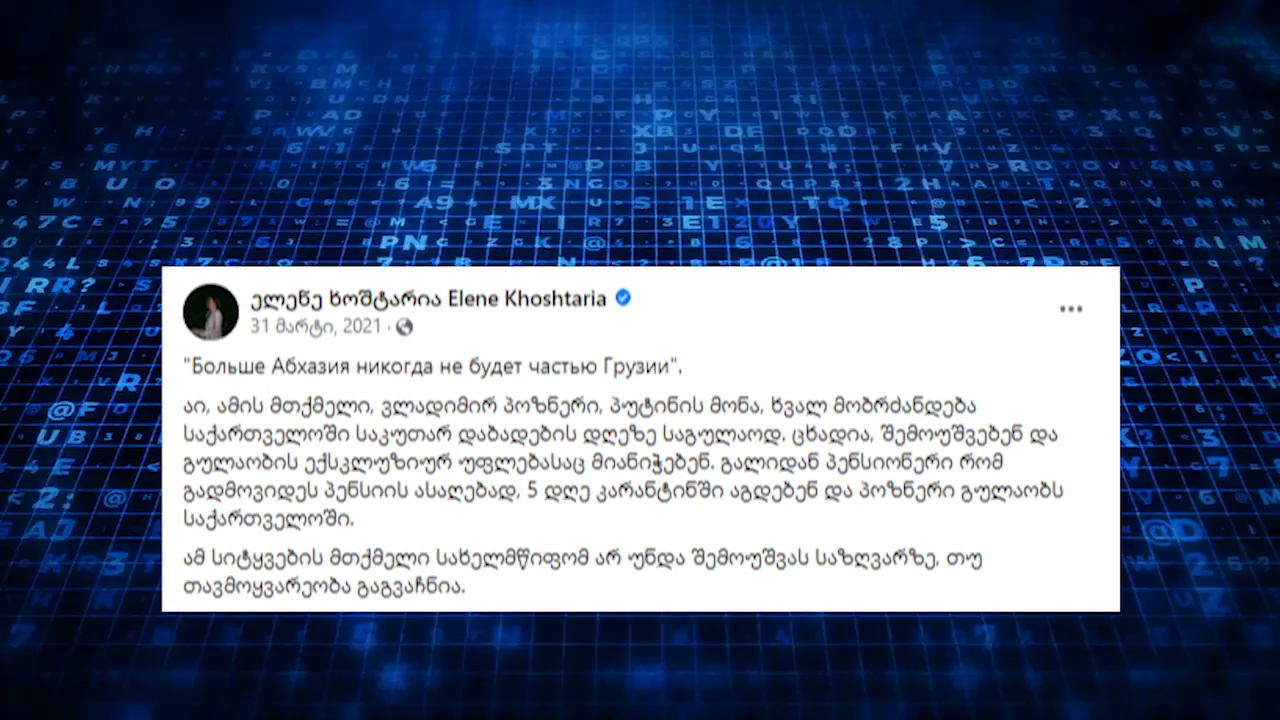 ელენე ხოშტარია Elene Khoshtaria
31 მარტი, 2021 ·
"Больше Абхазия никогда не будет частью Грузии".
აი, ამის მთქმელი, ვლადიმირ პოზნერი, პუტინის მონა, ხვალ მობრძანდება
საქართველოში საკუთარ დაბადების დღეზე საგულაოდ. ცხადია, შემოუშვებენ და
გულაობის ექსკლუზიურ უფლებასაც მიანიჭებენ. გალიდან პენსიონერი რომ
გადმოვიდეს პენსიის ასაღებად, 5 დღე კარანტინში აგდებენ და პოზნერი გულაობს
საქართველოში.
ამ სიტყვების მთქმელი სახელმწიფომ არ უნდა შემოუშვას საზღვარზე, თუ
თავმოყვარეობა გაგვაჩნია.